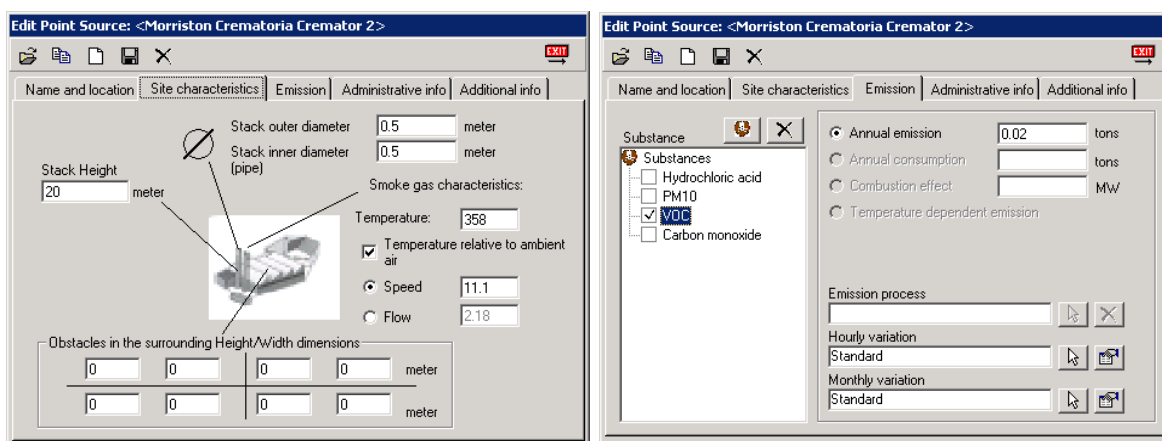 Edit Point Source: <Morriston Crematoria Cremator 2>
EXIT
Name and location Site characteristics Emission Administrative info Additional info
Stack outer diameter 0.5 meter
Stack inner diameter (pipe) 0.5 meter
Stack Height
20 meter
Smoke gas characteristics:
Temperature: 358
Temperature relative to ambient air
Speed 11.1
Flow 2.18
Obstacles in the surrounding Height/Width dimensions
0 0 0 0 meter
0 0 0 0 meter
Edit Point Source: <Morriston Crematoria Cremator 2>
EXIT
Name and location Site characteristics Emission Administrative info Additional info
Substance
Substances
Hydrochloric acid
PM10
VOC
Carbon monoxide
Annual emission 0.02 tons
Annual consumption tons
Combustion effect MW
Temperature dependent emission
Emission process
Hourly variation
Standard
Monthly variation
Standard